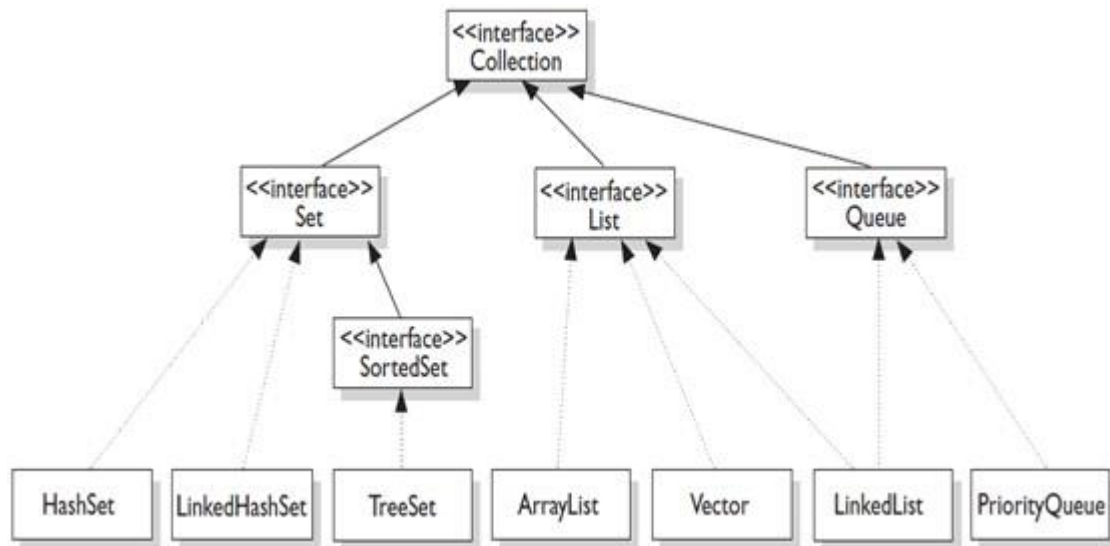 <<interface>>
Collection
<<interface>>
Set
<<interface>>
List
<<interface>>
Queue
<<interface>>
SortedSet
HashSet
LinkedHashSet
TreeSet
ArrayList
Vector
LinkedList
PriorityQueue